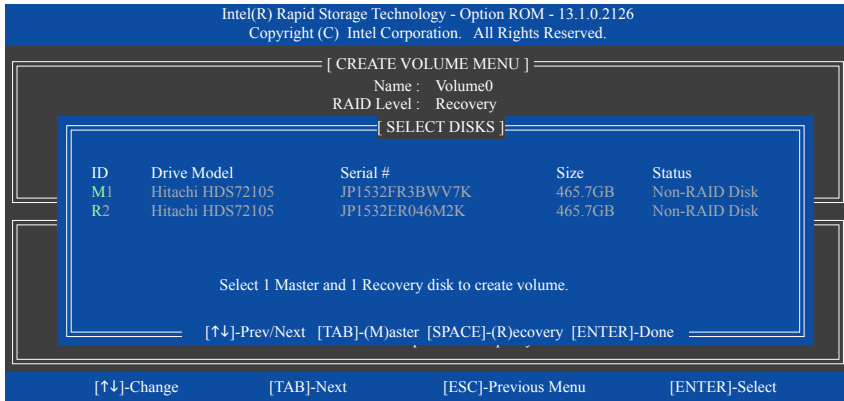 Intel(R) Rapid Storage Technology - Option ROM - 13.1.0.2126
Copyright (C) Intel Corporation. All Rights Reserved.
[ CREATE VOLUME MENU ]
Name : Volume0
RAID Level : Recovery
[ SELECT DISKS ]
ID Drive Model Serial # Size Status
M1 Hitachi HDS72105 JP1532FR3BWV7K 465.7GB Non-RAID Disk
R2 Hitachi HDS72105 JP1532ER046M2K 465.7GB Non-RAID Disk
Select 1 Master and 1 Recovery disk to create volume.
[↑↓]-Prev/Next [TAB]-(M)aster [SPACE]-(R)ecovery [ENTER]-Done
[↑↓]-Change [TAB]-Next [ESC]-Previous Menu [ENTER]-Select